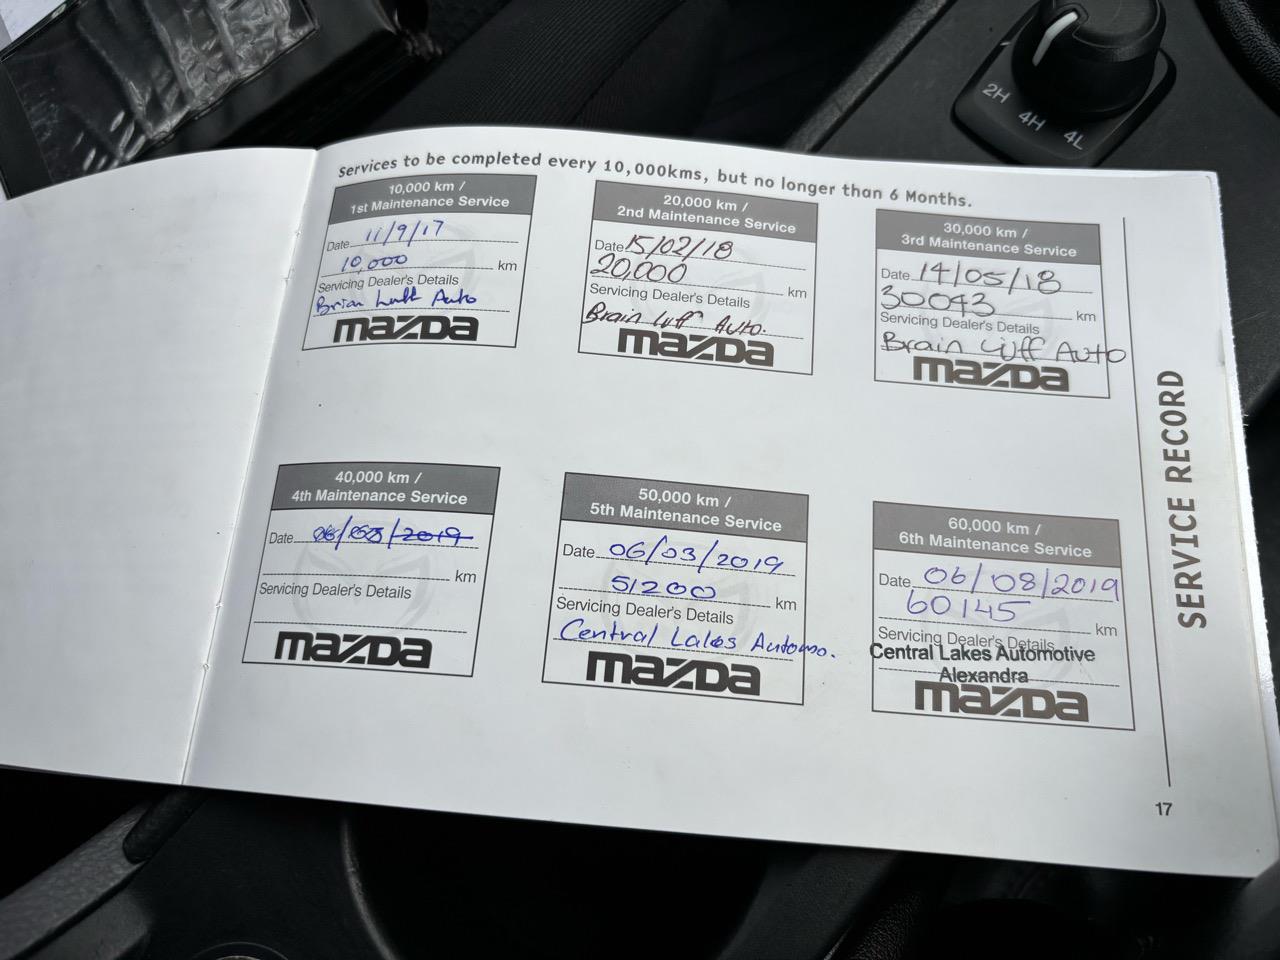 2H
4H
4L
Services to be completed every 10,000kms, but no longer than 6 Months.
10,000 km /
1st Maintenance Service
Date 11/9/17
10,000 km
Servicing Dealer's Details
Brian Luff Auto
mazda
20,000 km /
2nd Maintenance Service
Date 15/02/18
20,000 km
Servicing Dealer's Details
Brain Luff Auto.
mazda
30,000 km /
3rd Maintenance Service
Date 14/05/18
30043 km
Servicing Dealer's Details
Brain Luff Auto
mazda
40,000 km /
4th Maintenance Service
Date 06/03/2019
km
Servicing Dealer's Details
mazda
50,000 km /
5th Maintenance Service
Date 06/03/2019
51200 km
Servicing Dealer's Details
Central Lakes Automo.
mazda
60,000 km /
6th Maintenance Service
Date 06/08/2019
60145 km
Servicing Dealer's Details
Central Lakes Automotive
Alexandra
mazda
SERVICE RECORD
17